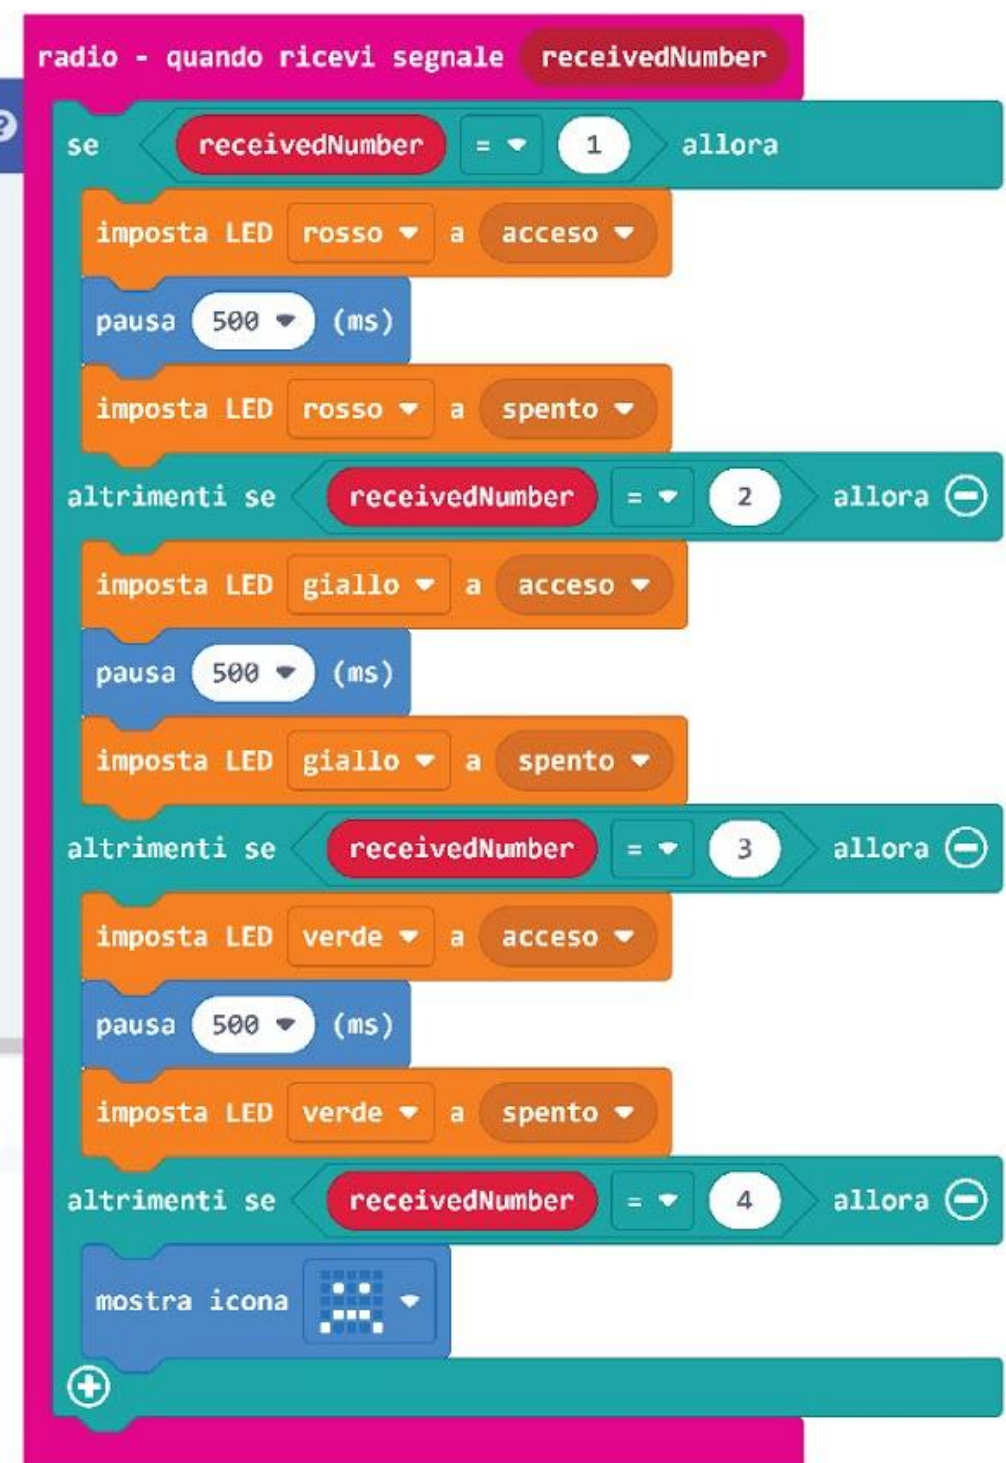 ?
radio - quando ricevi segnale receivedNumber
se receivedNumber = 1 allora
imposta LED rosso a acceso
pausa 500 (ms)
imposta LED rosso a spento
altrimenti se receivedNumber = 2 allora
imposta LED giallo a acceso
pausa 500 (ms)
imposta LED giallo a spento
altrimenti se receivedNumber = 3 allora
imposta LED verde a acceso
pausa 500 (ms)
imposta LED verde a spento
altrimenti se receivedNumber = 4 allora
mostra icona